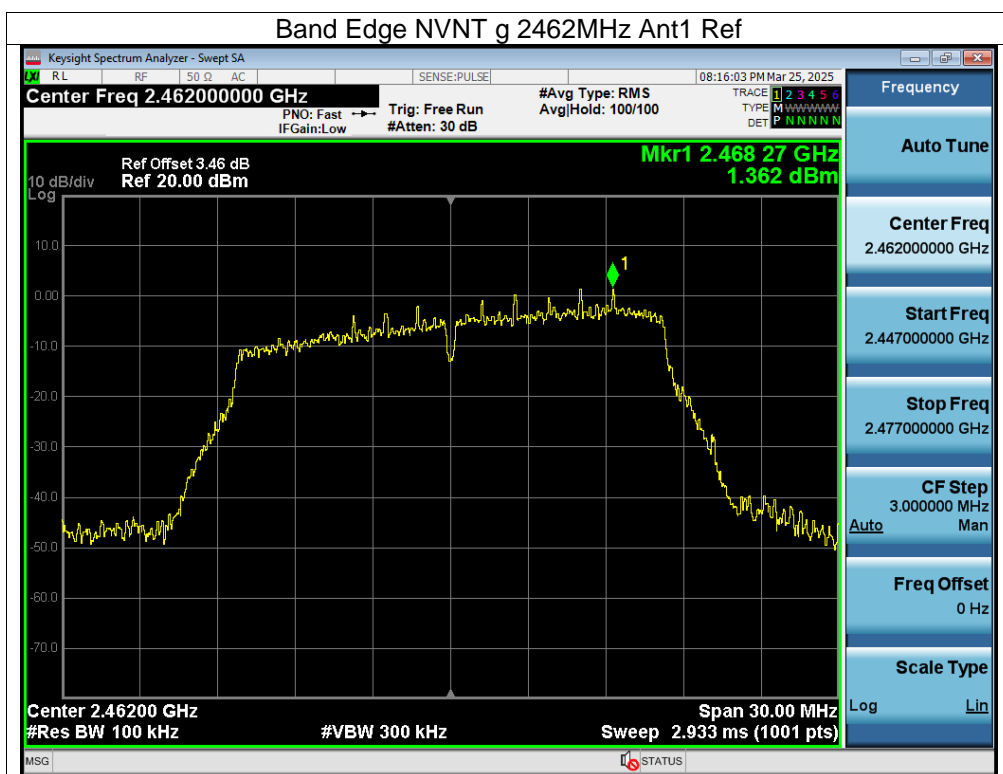 Band Edge NVNT g 2462MHz Ant1 Ref
Keysight Spectrum Analyzer - Swept SA
LXI RL RF 50 Ω AC SENSE:PULSE 08:16:03 PM Mar 25, 2025
Center Freq 2.462000000 GHz #Avg Type: RMS TRACE 1 2 3 4 5 6
PNO: Fast Trig: Free Run Avg|Hold: 100/100 TYPE M WWWWW
IFGain:Low #Atten: 30 dB DET P N N N N N
Mkr1 2.468 27 GHz
1.362 dBm
Ref Offset 3.46 dB
10 dB/div Ref 20.00 dBm
Log
10.0
1
0.00
-10.0
-20.0
-30.0
-40.0
-50.0
-60.0
-70.0
Center 2.46200 GHz Span 30.00 MHz
#Res BW 100 kHz #VBW 300 kHz Sweep 2.933 ms (1001 pts)
MSG STATUS
Frequency
Auto Tune
Center Freq
2.462000000 GHz
Start Freq
2.447000000 GHz
Stop Freq
2.477000000 GHz
CF Step
3.000000 MHz
Auto Man
Freq Offset
0 Hz
Scale Type
Log Lin